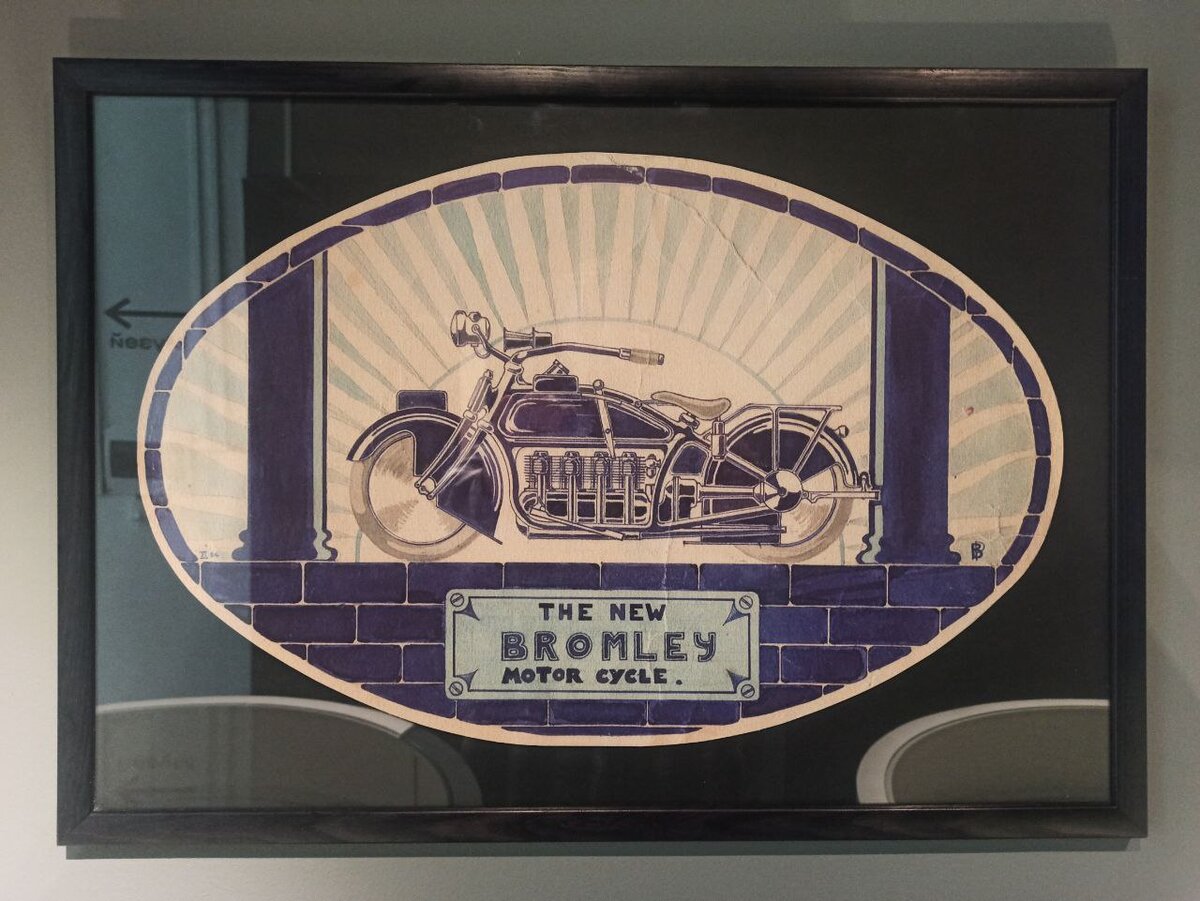 THE NEW
BROMLEY
MOTOR CYCLE.